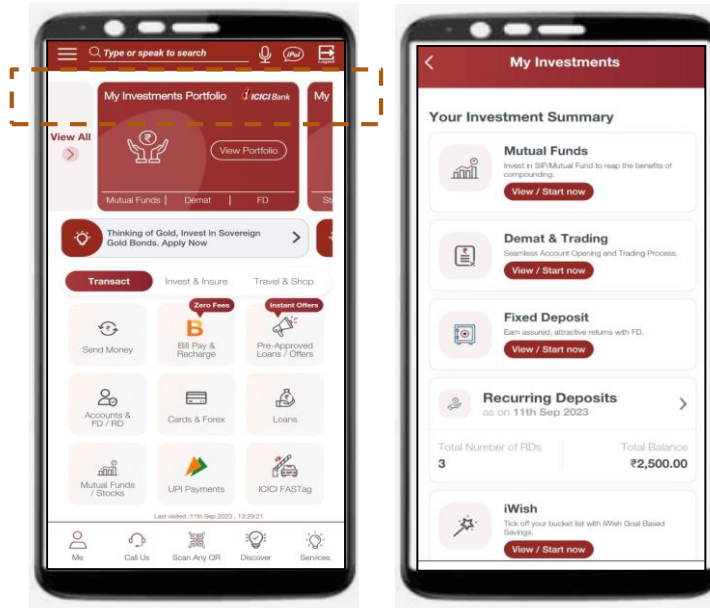 Type or speak to search
iPal
Logout
My Investments Portfolio
ICICI Bank
My
View All
View Portfolio
Mutual Funds | Demat | FD
Thinking of Gold, Invest in Sovereign
Gold Bonds. Apply Now
Transact
Invest & Insure
Travel & Shop
Zero Fees
Instant Offers
Send Money
Bill Pay &
Recharge
Pre-Approved
Loans / Offers
Accounts &
FD / RD
Cards & Forex
Loans
Mutual Funds
/ Stocks
UPI Payments
ICICI FASTag
Last visited :11th Sep 2023 , 13:29:21
Me
Call Us
Scan Any QR
Discover
Services
My Investments
Your Investment Summary
Mutual Funds
Invest in SIP/Mutual Fund to reap the benefits of
compounding.
View / Start now
Demat & Trading
Seamless Account Opening and Trading Process.
View / Start now
Fixed Deposit
Earn assured, attractive returns with FD.
View / Start now
Recurring Deposits
as on 11th Sep 2023
Total Number of RDs
Total Balance
3
₹2,500.00
iWish
Tick off your bucket list with iWish Goal Based
Savings.
View / Start now